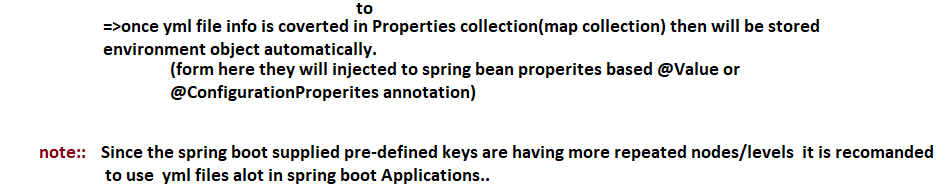 to
=>once yml file info is coverted in Properties collection(map collection) then will be stored
environment object automatically.
(form here they will injected to spring bean properites based @Value or
@ConfigurationProperites annotation)
note:: Since the spring boot supplied pre-defined keys are having more repeated nodes/levels it is recomanded
to use yml files alot in spring boot Applications..